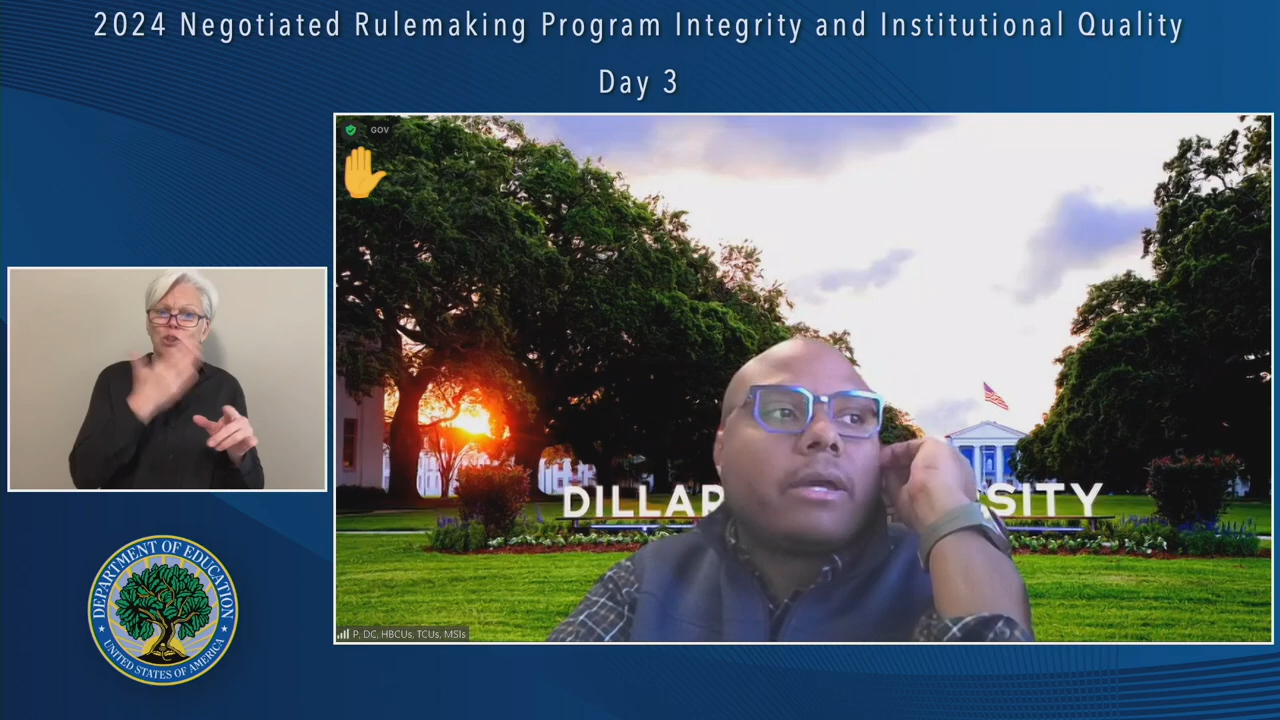 2024 Negotiated Rulemaking Program Integrity and Institutional Quality
Day 3
GOV
DILLAR SITY
P, DC, HBCUs, TCUs, MSIs
DEPARTMENT OF EDUCATION
UNITED STATES OF AMERICA